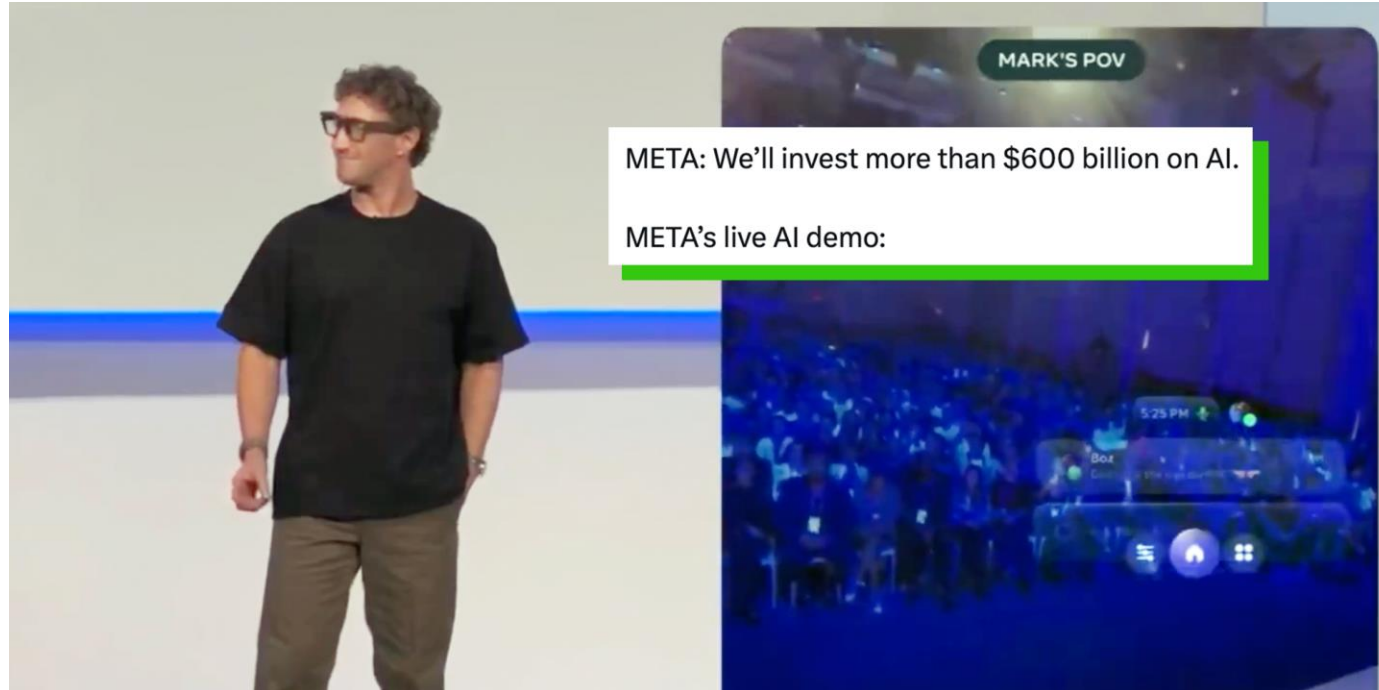 MARK'S POV
META: We’ll invest more than $600 billion on AI.
META’s live AI demo:
5:25 PM
Boz